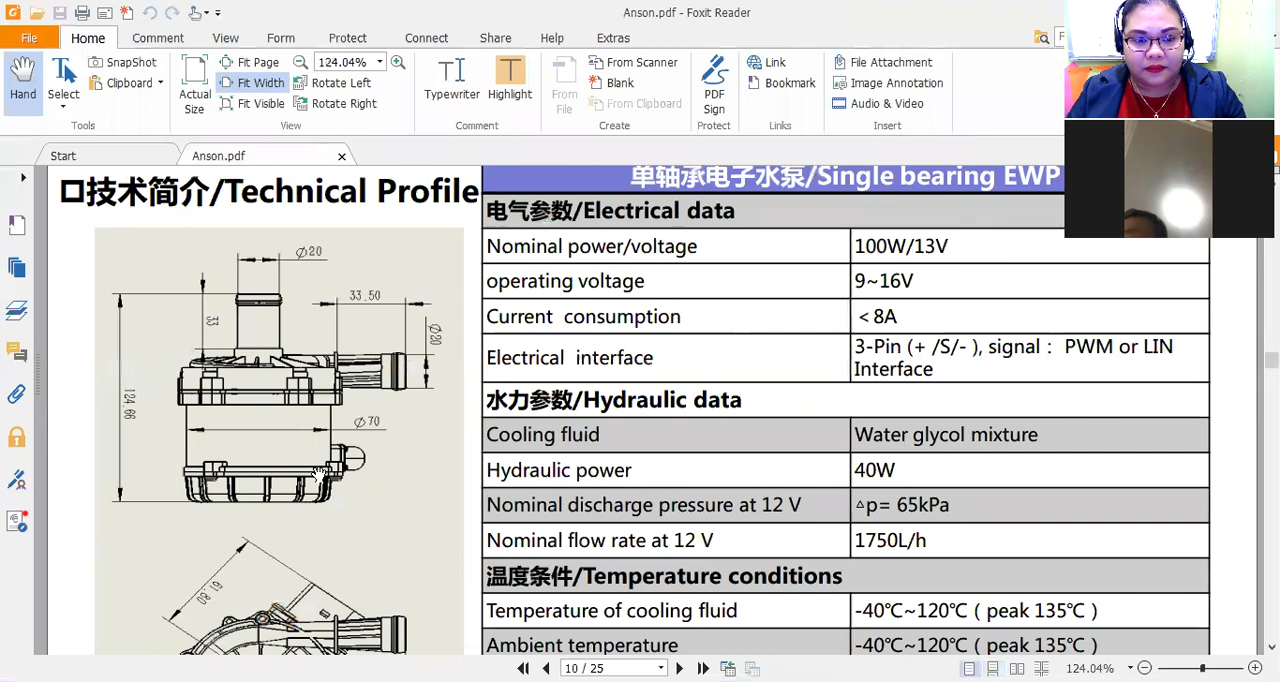 Anson.pdf - Foxit Reader
File Home Comment View Form Protect Connect Share Help Extras
Hand
Select
SnapShot
Clipboard
Tools
Actual Size
Fit Page
Fit Width
Fit Visible
124.04%
Rotate Left
Rotate Right
View
Typewriter
Highlight
Comment
From File
From Scanner
Blank
From Clipboard
Create
PDF Sign
Protect
Link
Bookmark
Links
File Attachment
Image Annotation
Audio & Video
Insert
Start
Anson.pdf
技术简介/Technical Profile
单轴承电子水泵/Single bearing EWP
电气参数/Electrical data
Nominal power/voltage 100W/13V
operating voltage 9~16V
Current consumption ＜8A
Electrical interface 3-Pin (+ /S/- ), signal： PWM or LIN
Interface
水力参数/Hydraulic data
Cooling fluid Water glycol mixture
Hydraulic power 40W
Nominal discharge pressure at 12 V △p= 65kPa
Nominal flow rate at 12 V 1750L/h
温度条件/Temperature conditions
Temperature of cooling fluid -40℃~120℃ ( peak 135℃ )
Ambient temperature -40℃~120℃ ( peak 135℃ )
∅20
33.50
33
∅20
124.66
∅70
61.80
10 / 25
124.04%